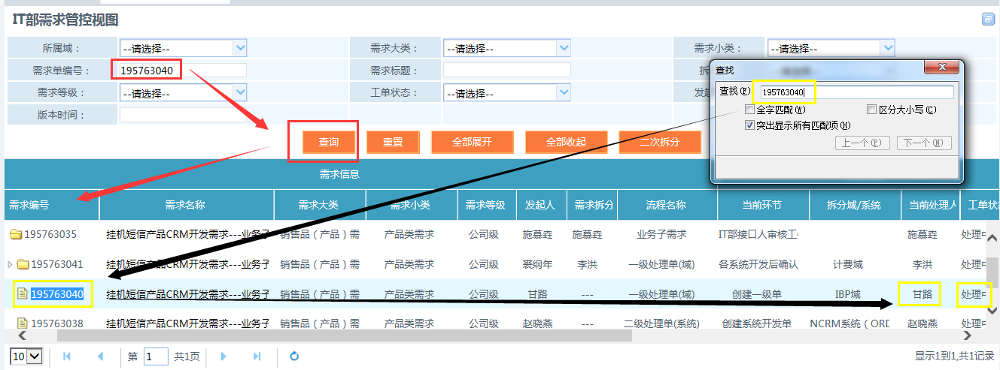 IT部需求管控视图
所属域： --请选择-- 需求大类： --请选择-- 需求小类： --请选择--
需求单编号： 195763040 需求标题：
需求等级： --请选择-- 工单状态： --请选择--
版本时间：
查找
查找(F) 195763040
全字匹配(W) 区分大小写(C)
突出显示所有匹配项(H)
上一个(P) 下一个(N)
查询 重置 全部展开 全部收起 二次拆分
需求信息
需求编号 需求名称 需求大类 需求小类 需求等级 发起人 需求拆分 流程名称 当前环节 拆分域/系统 当前处理人 工单状
195763035 挂机短信产品CRM开发需求---业务子 销售品（产品）需 产品类需求 公司级 施慕垚 施慕垚 业务子需求 IT部接口人审核工 施慕垚 处理中
195763041 挂机短信产品CRM开发需求---业务子 销售品（产品）需 产品类需求 公司级 裘纲年 李洪 一级处理单(域) 各系统开发后确认 计费域 李洪 处理中
195763040 挂机短信产品CRM开发需求---业务子 销售品（产品）需 产品类需求 公司级 甘路 --- 一级处理单(域) 创建一级单 IBP域 甘路 处理中
195763038 挂机短信产品CRM开发需求---业务子 销售品（产品）需 产品类需求 公司级 赵晓燕 --- 二级处理单(系统) 创建系统开发单 NCRM系统（ORD 赵晓燕 处理中
10 第 1 共1页 显示1到1,共1记录